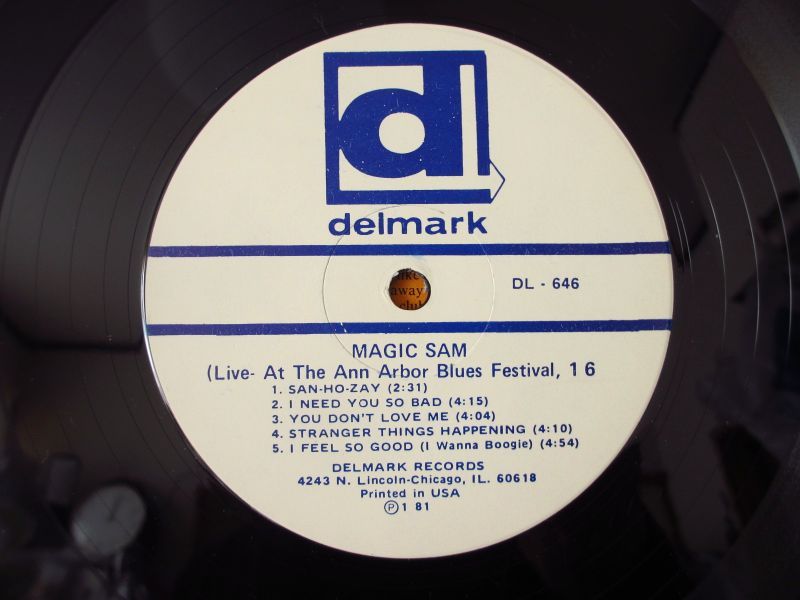 delmark
DL - 646
MAGIC SAM
(Live- At The Ann Arbor Blues Festival, 1 6
1. SAN-HO-ZAY (2:31)
2. I NEED YOU SO BAD (4:15)
3. YOU DON'T LOVE ME (4:04)
4. STRANGER THINGS HAPPENING (4:10)
5. I FEEL SO GOOD (I Wanna Boogie) (4:54)
DELMARK RECORDS
4243 N. Lincoln-Chicago, IL. 60618
Printed in USA
Ⓟ1 81
away
club